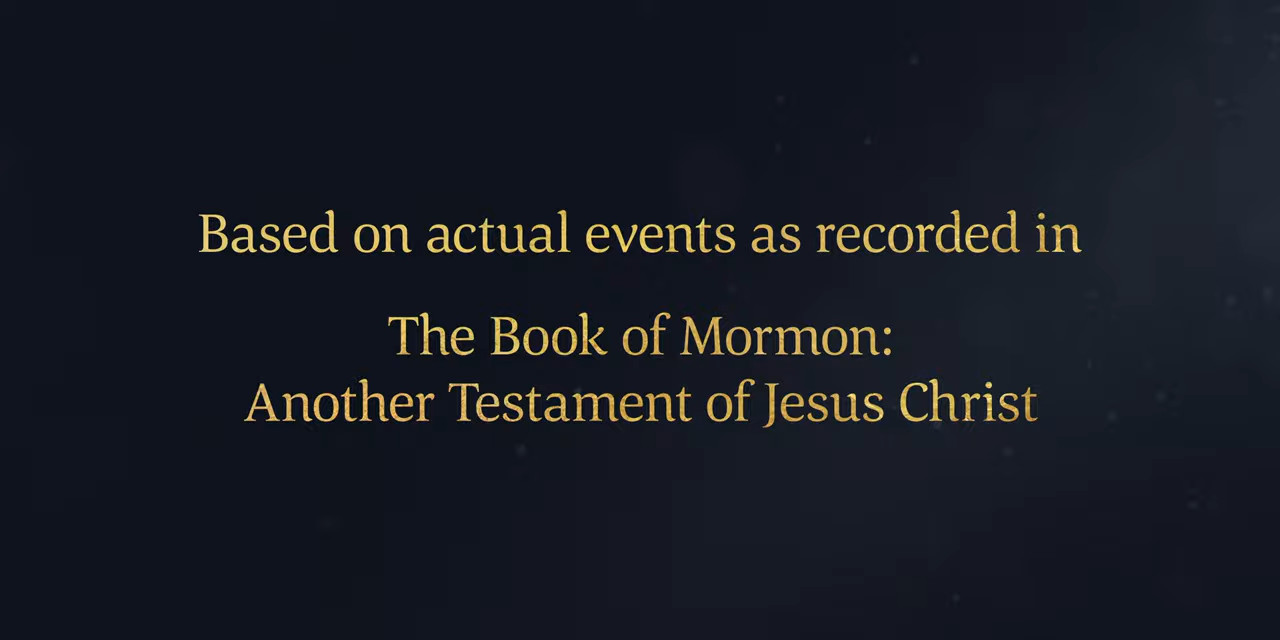 Based on actual events as recorded in
The Book of Mormon:
Another Testament of Jesus Christ